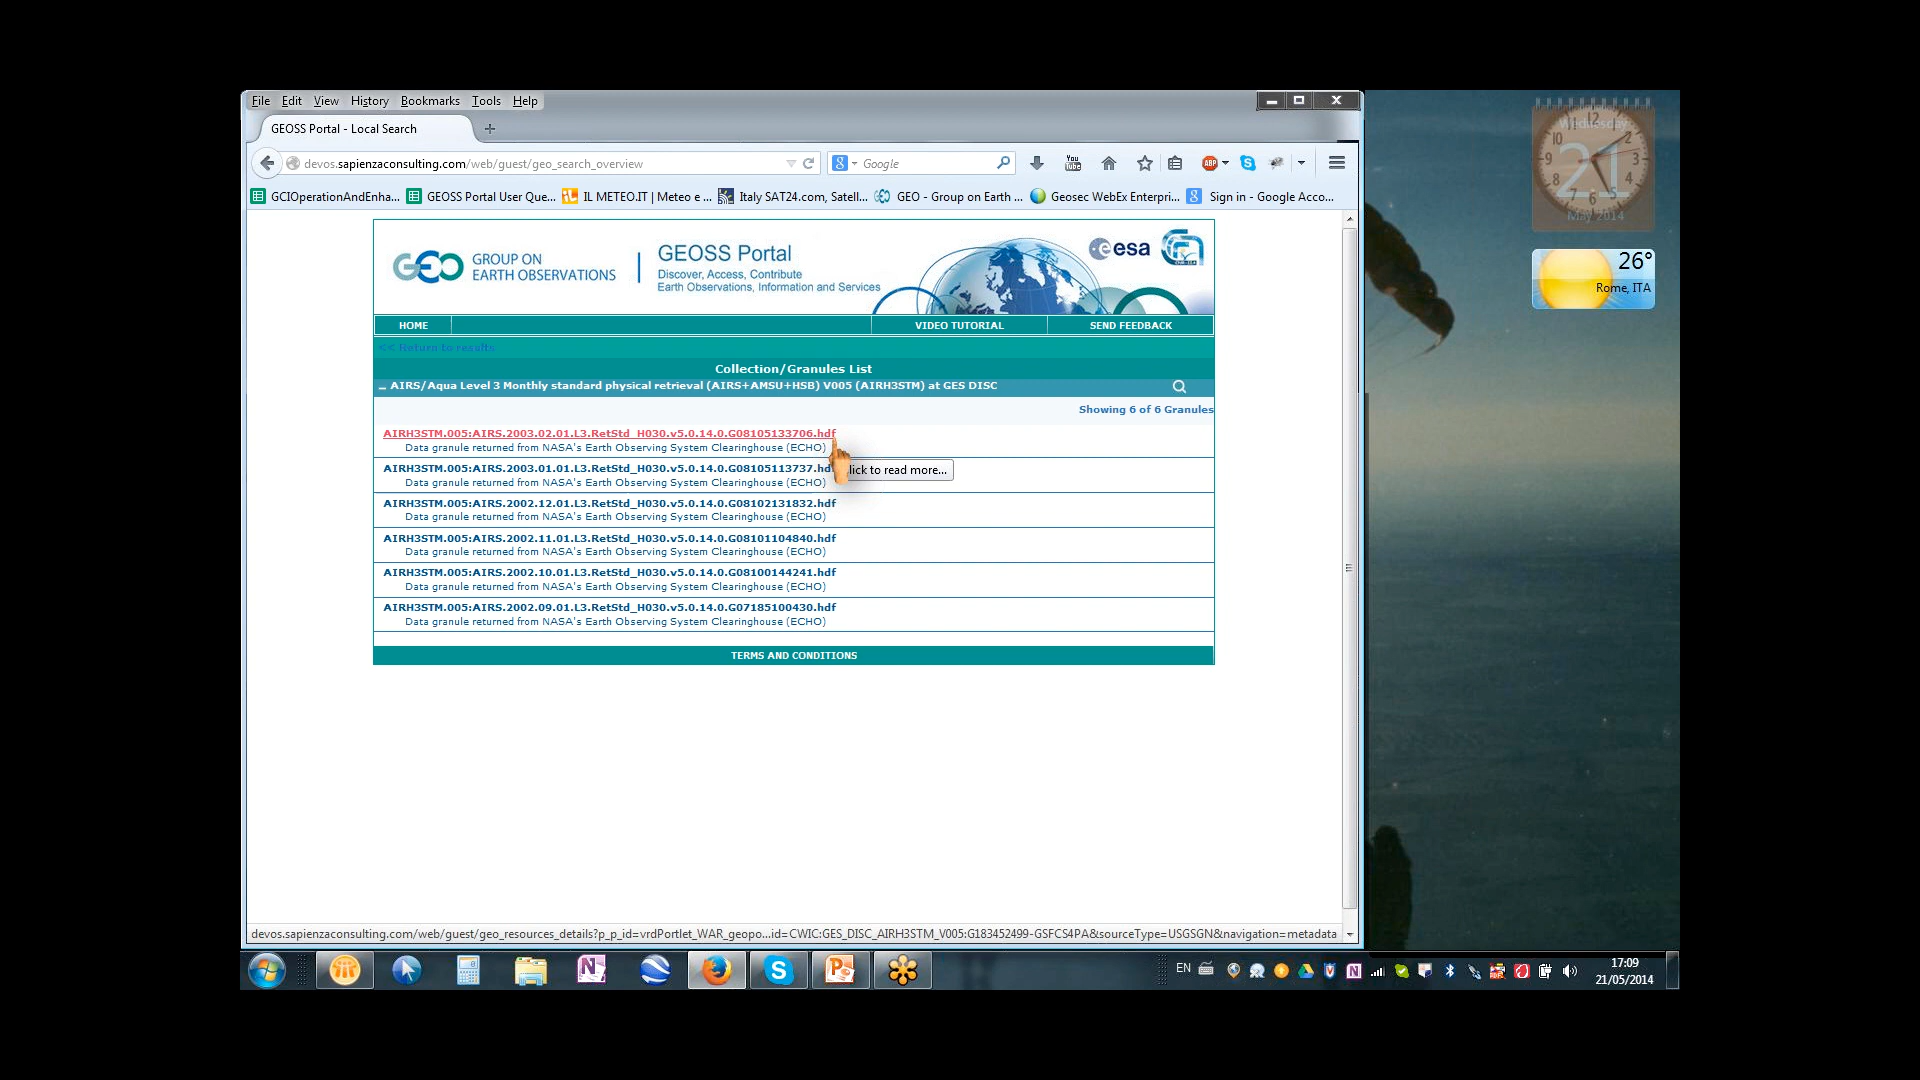 File Edit View History Bookmarks Tools Help
GEOSS Portal - Local Search
devos.sapienzaconsulting.com/web/guest/geo_search_overview
Google
GCIOperationAndEnha... GEOSS Portal User Que... IL METEO.IT | Meteo e ... Italy SAT24.com, Satell... GEO - Group on Earth ... Geosec WebEx Enterpri... Sign in - Google Acco...
GEO GROUP ON
EARTH OBSERVATIONS
GEOSS Portal
Discover, Access, Contribute
Earth Observations, Information and Services
esa
HOME VIDEO TUTORIAL SEND FEEDBACK
<< Return to results
Collection/Granules List
AIRS/Aqua Level 3 Monthly standard physical retrieval (AIRS+AMSU+HSB) V005 (AIRH3STM) at GES DISC
Showing 6 of 6 Granules
AIRH3STM.005:AIRS.2003.02.01.L3.RetStd_H030.v5.0.14.0.G08105133706.hdf
Data granule returned from NASA's Earth Observing System Clearinghouse (ECHO)
AIRH3STM.005:AIRS.2003.01.01.L3.RetStd_H030.v5.0.14.0.G08105113737.hd
lick to read more...
Data granule returned from NASA's Earth Observing System Clearinghouse (ECHO)
AIRH3STM.005:AIRS.2002.12.01.L3.RetStd_H030.v5.0.14.0.G08102131832.hdf
Data granule returned from NASA's Earth Observing System Clearinghouse (ECHO)
AIRH3STM.005:AIRS.2002.11.01.L3.RetStd_H030.v5.0.14.0.G08101104840.hdf
Data granule returned from NASA's Earth Observing System Clearinghouse (ECHO)
AIRH3STM.005:AIRS.2002.10.01.L3.RetStd_H030.v5.0.14.0.G08100144241.hdf
Data granule returned from NASA's Earth Observing System Clearinghouse (ECHO)
AIRH3STM.005:AIRS.2002.09.01.L3.RetStd_H030.v5.0.14.0.G07185100430.hdf
Data granule returned from NASA's Earth Observing System Clearinghouse (ECHO)
TERMS AND CONDITIONS
devos.sapienzaconsulting.com/web/guest/geo_resources_details?p_p_id=vrdPortlet_WAR_geopo...id=CWIC:GES_DISC_AIRH3STM_V005:G183452499-GSFCS4PA&sourceType=USGSGN&navigation=metadata
Wednesday
21
May 2014
26°
Rome, ITA
EN
17:09
21/05/2014